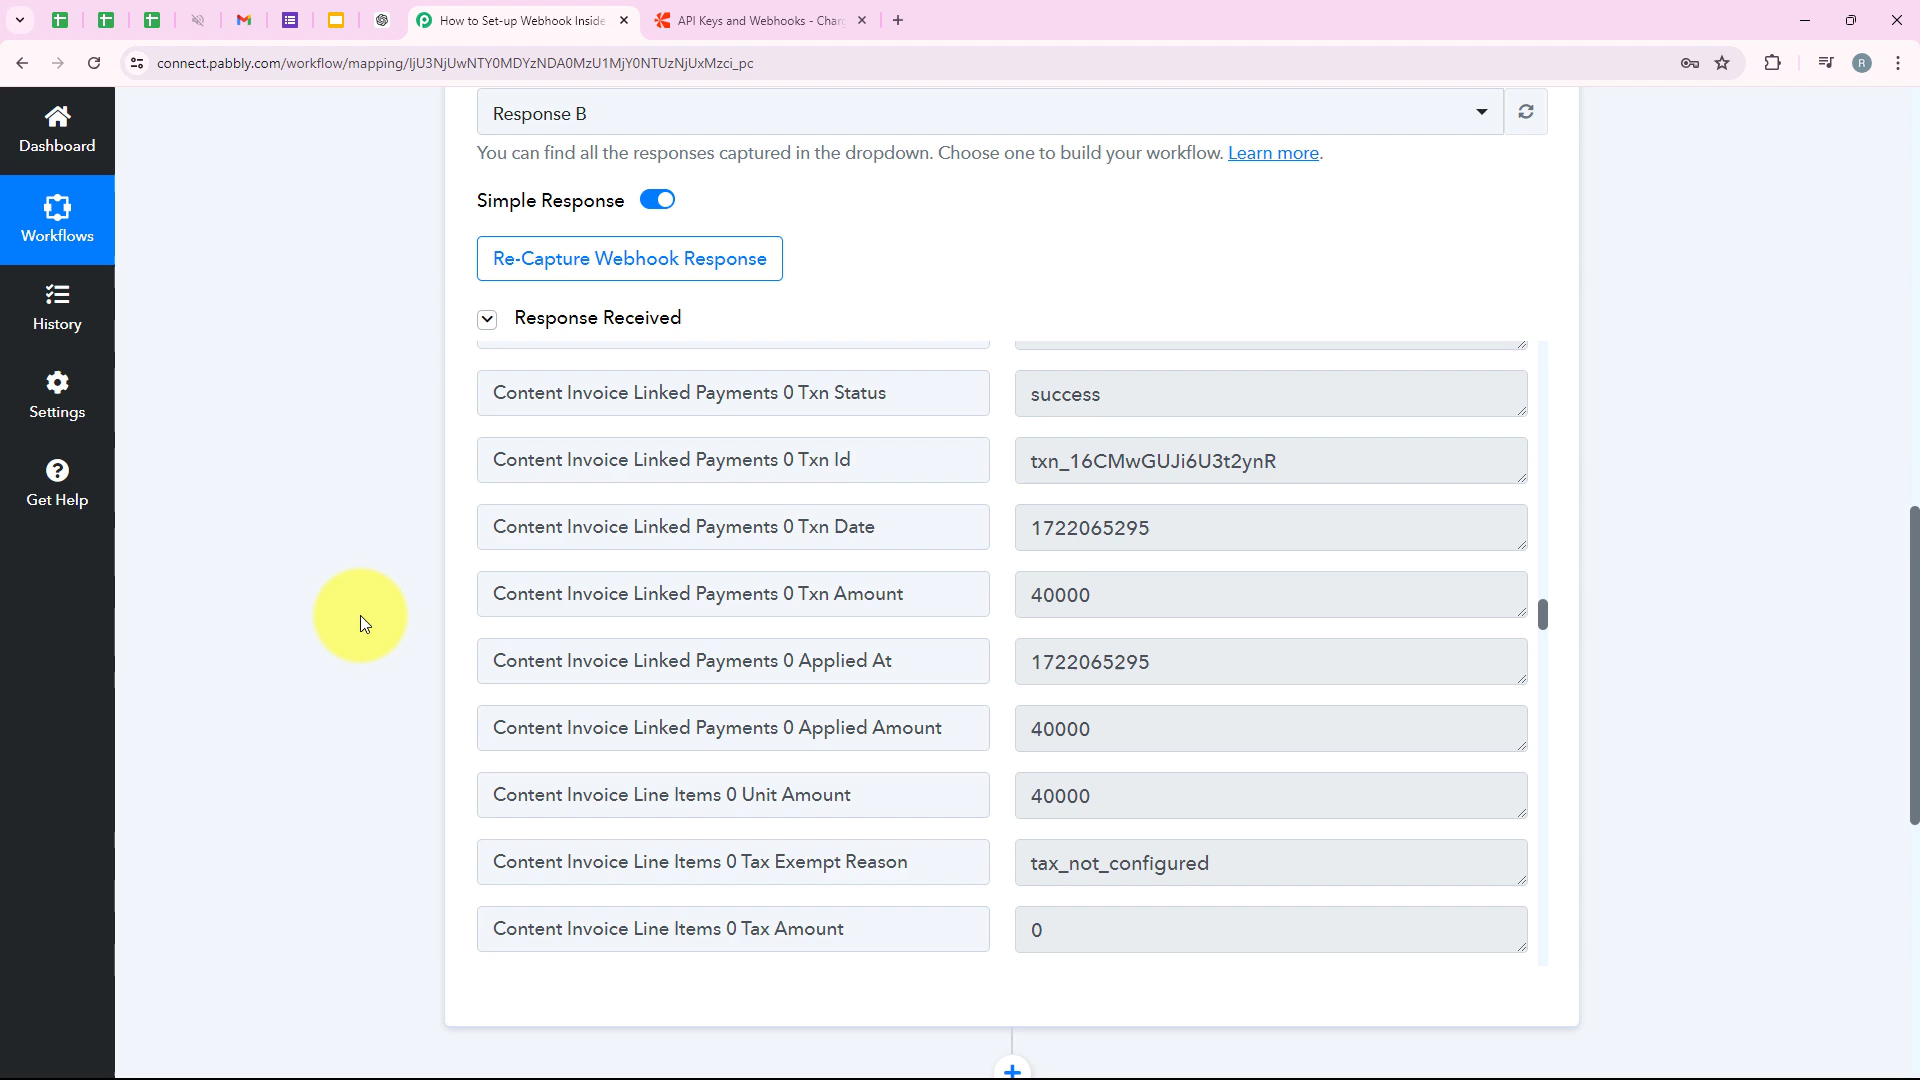 How to Set-up Webhook Inside
API Keys and Webhooks - Char
connect.pabbly.com/workflow/mapping/IjU3NjUwNTY0MDYzNDA0MzU1MjY0NTUzNjUxMzci_pc
R
Dashboard
Workflows
History
Settings
Get Help
Response B
You can find all the responses captured in the dropdown. Choose one to build your workflow. Learn more.
Simple Response
Re-Capture Webhook Response
Response Received
Content Invoice Linked Payments 0 Txn Status
success
Content Invoice Linked Payments 0 Txn Id
txn_16CMwGUJi6U3t2ynR
Content Invoice Linked Payments 0 Txn Date
1722065295
Content Invoice Linked Payments 0 Txn Amount
40000
Content Invoice Linked Payments 0 Applied At
1722065295
Content Invoice Linked Payments 0 Applied Amount
40000
Content Invoice Line Items 0 Unit Amount
40000
Content Invoice Line Items 0 Tax Exempt Reason
tax_not_configured
Content Invoice Line Items 0 Tax Amount
0